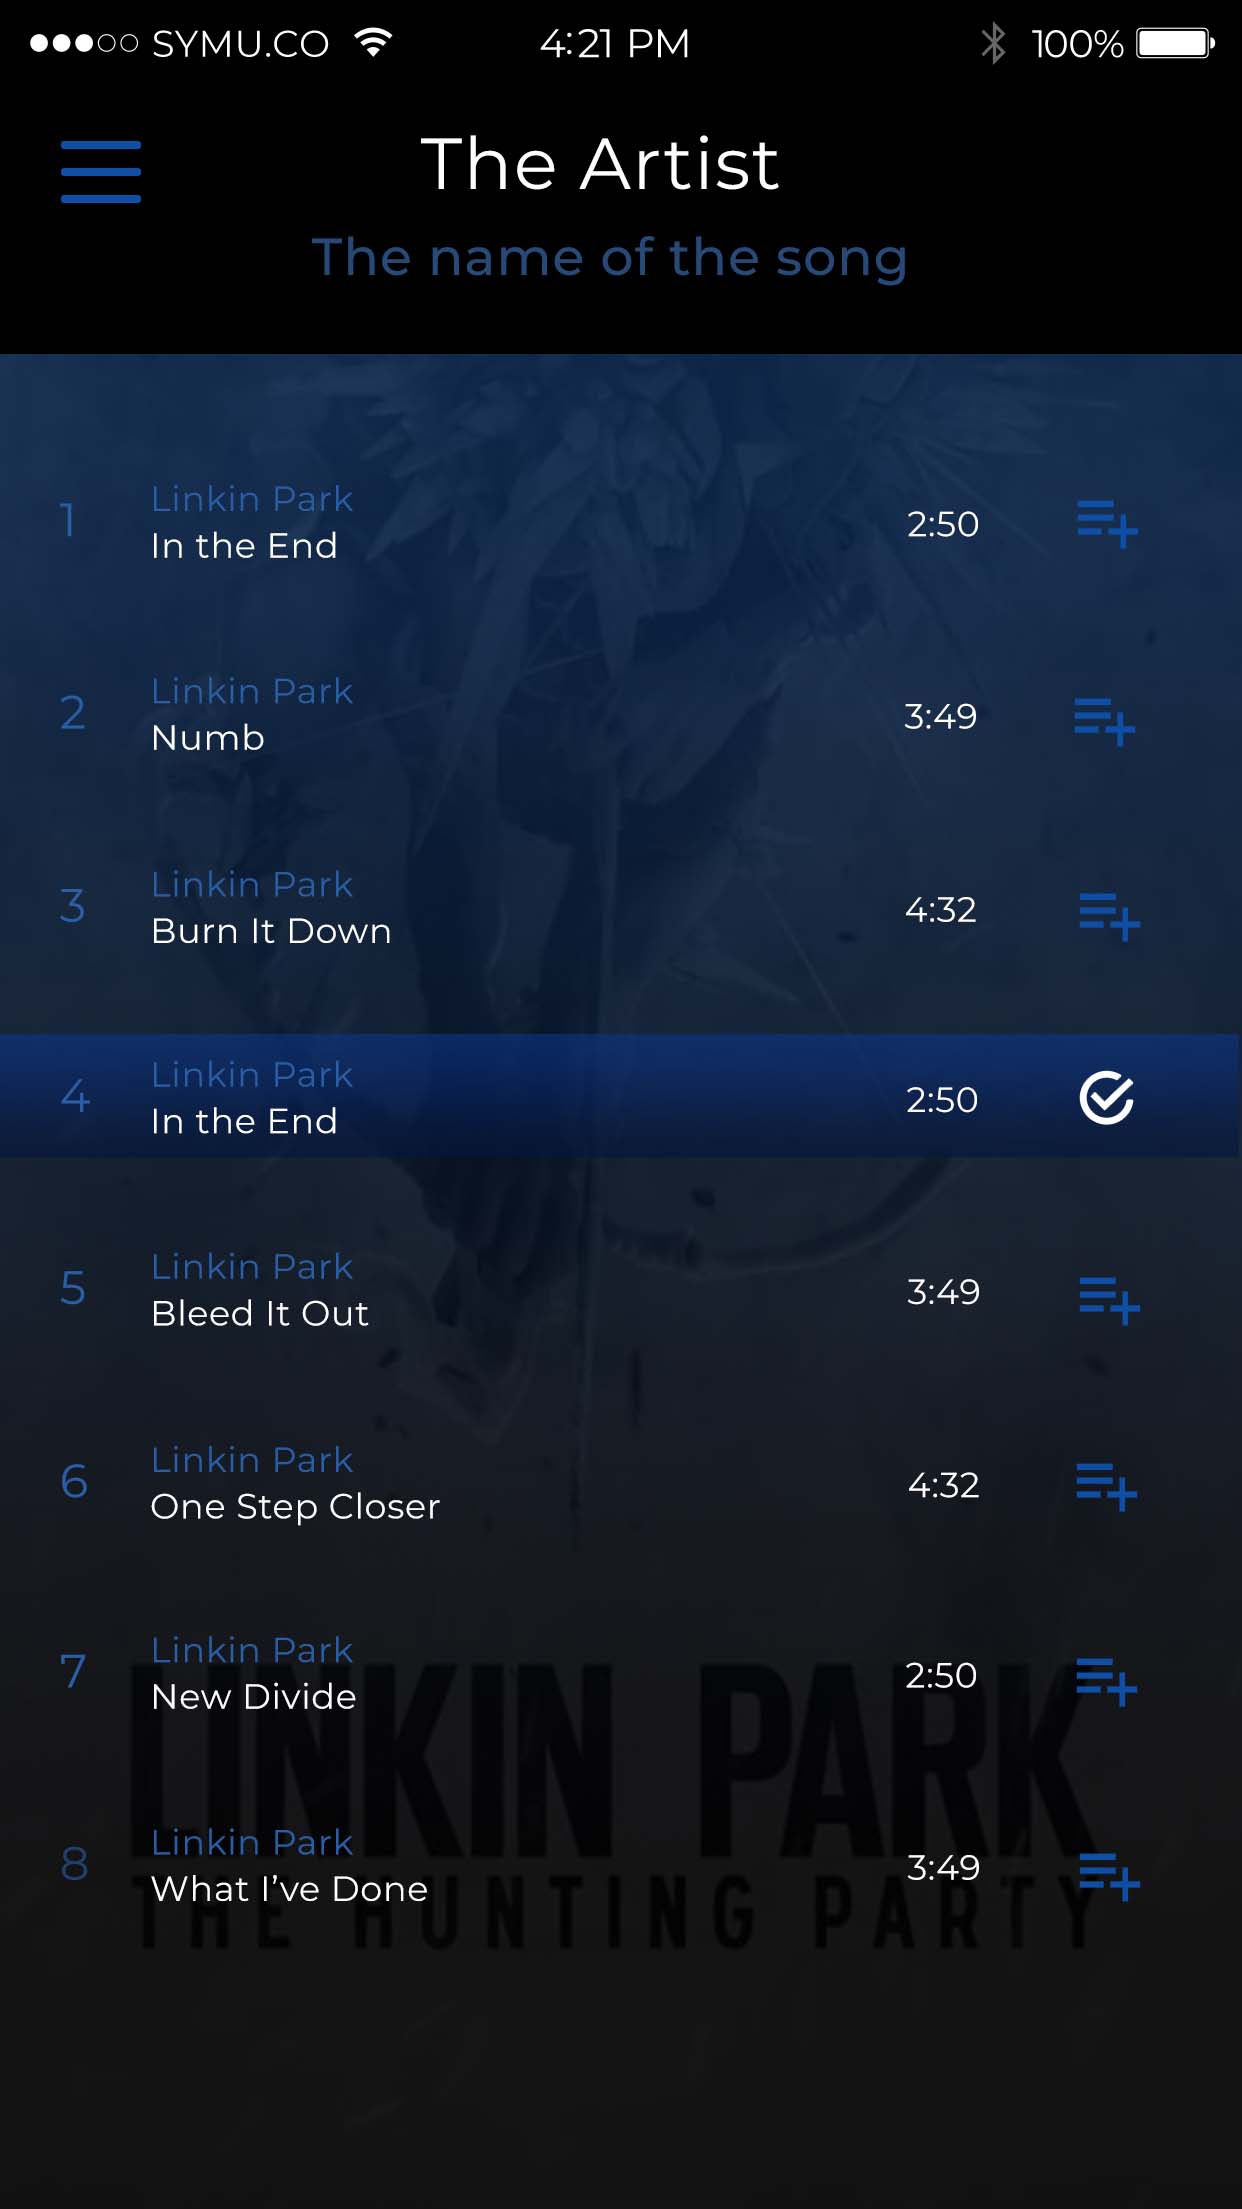 SYMU.CO 4:21 PM 100%
The Artist
The name of the song
1 Linkin Park 2:50
In the End
2 Linkin Park 3:49
Numb
3 Linkin Park 4:32
Burn It Down
4 Linkin Park 2:50
In the End
5 Linkin Park 3:49
Bleed It Out
6 Linkin Park 4:32
One Step Closer
7 Linkin Park 2:50
New Divide
LINKIN PARK
8 Linkin Park 3:49
What I’ve Done
THE HUNTING PARTY